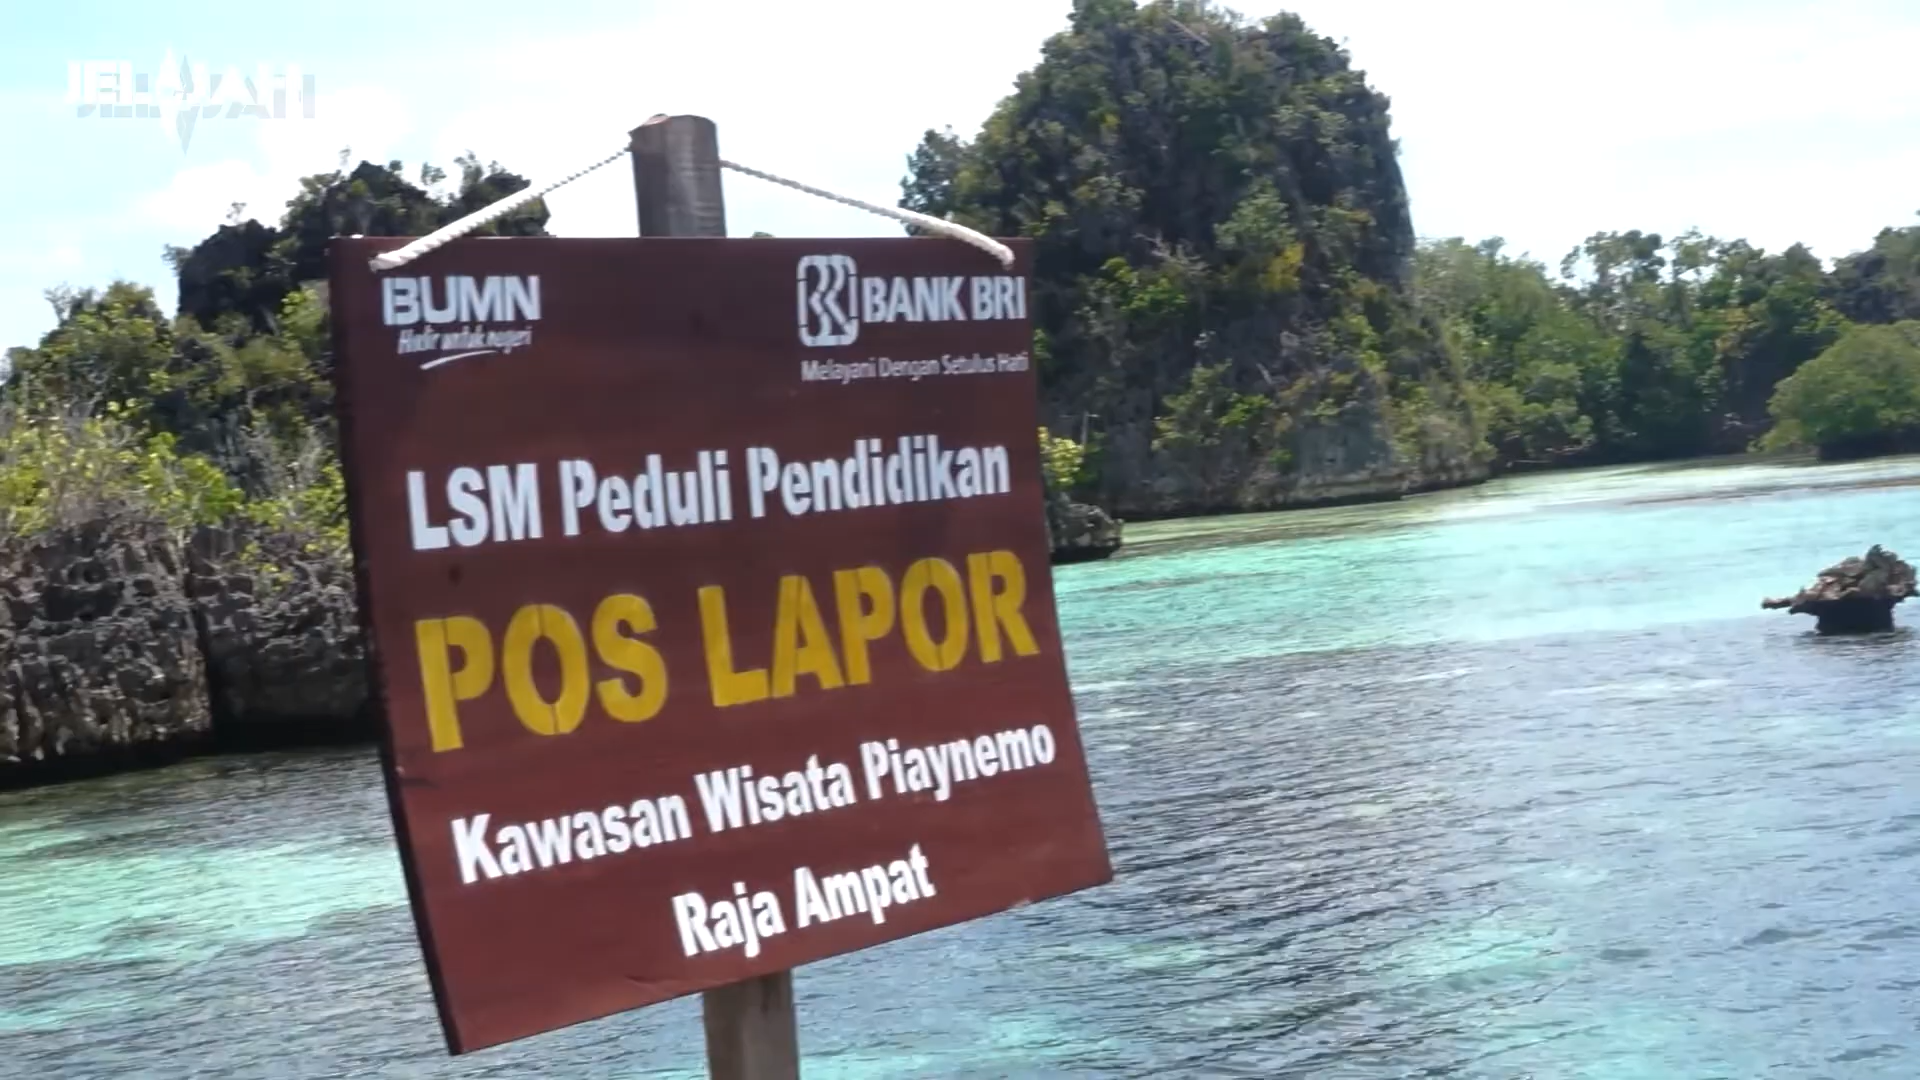 JELAJAH
BUMN
Hadir untuk negeri
BANK BRI
Melayani Dengan Setulus Hati
LSM Peduli Pendidikan
POS LAPOR
Kawasan Wisata Piaynemo
Raja Ampat